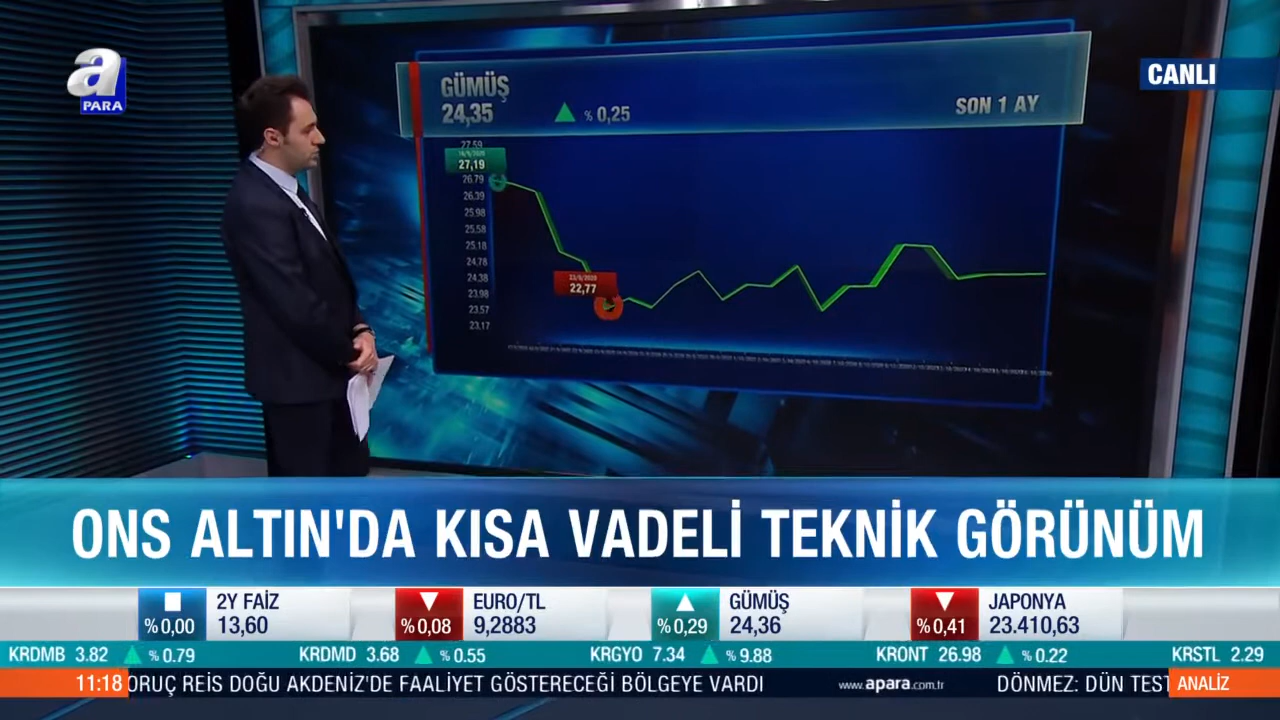 a
PARA
CANLI
GÜMÜŞ
24,35
% 0,25
SON 1 AY
27,59
27,19
26,79
26,39
25,98
25,58
25,18
24,78
24,38
23,98
23,57
23,17
22,77
ONS ALTIN'DA KISA VADELİ TEKNİK GÖRÜNÜM
%0,00 2Y FAİZ 13,60
%0,08 EURO/TL 9,2883
%0,29 GÜMÜŞ 24,36
%0,41 JAPONYA 23.410,63
KRDMB 3.82 % 0.79 KRDMD 3.68 % 0.55 KRGYO 7.34 % 9.88 KRONT 26.98 % 0.22 KRSTL 2.29
11:18 ORUÇ REİS DOĞU AKDENİZ'DE FAALİYET GÖSTERECEĞİ BÖLGEYE VARDI www.apara.com.tr DÖNMEZ: DÜN TEST ANALİZ